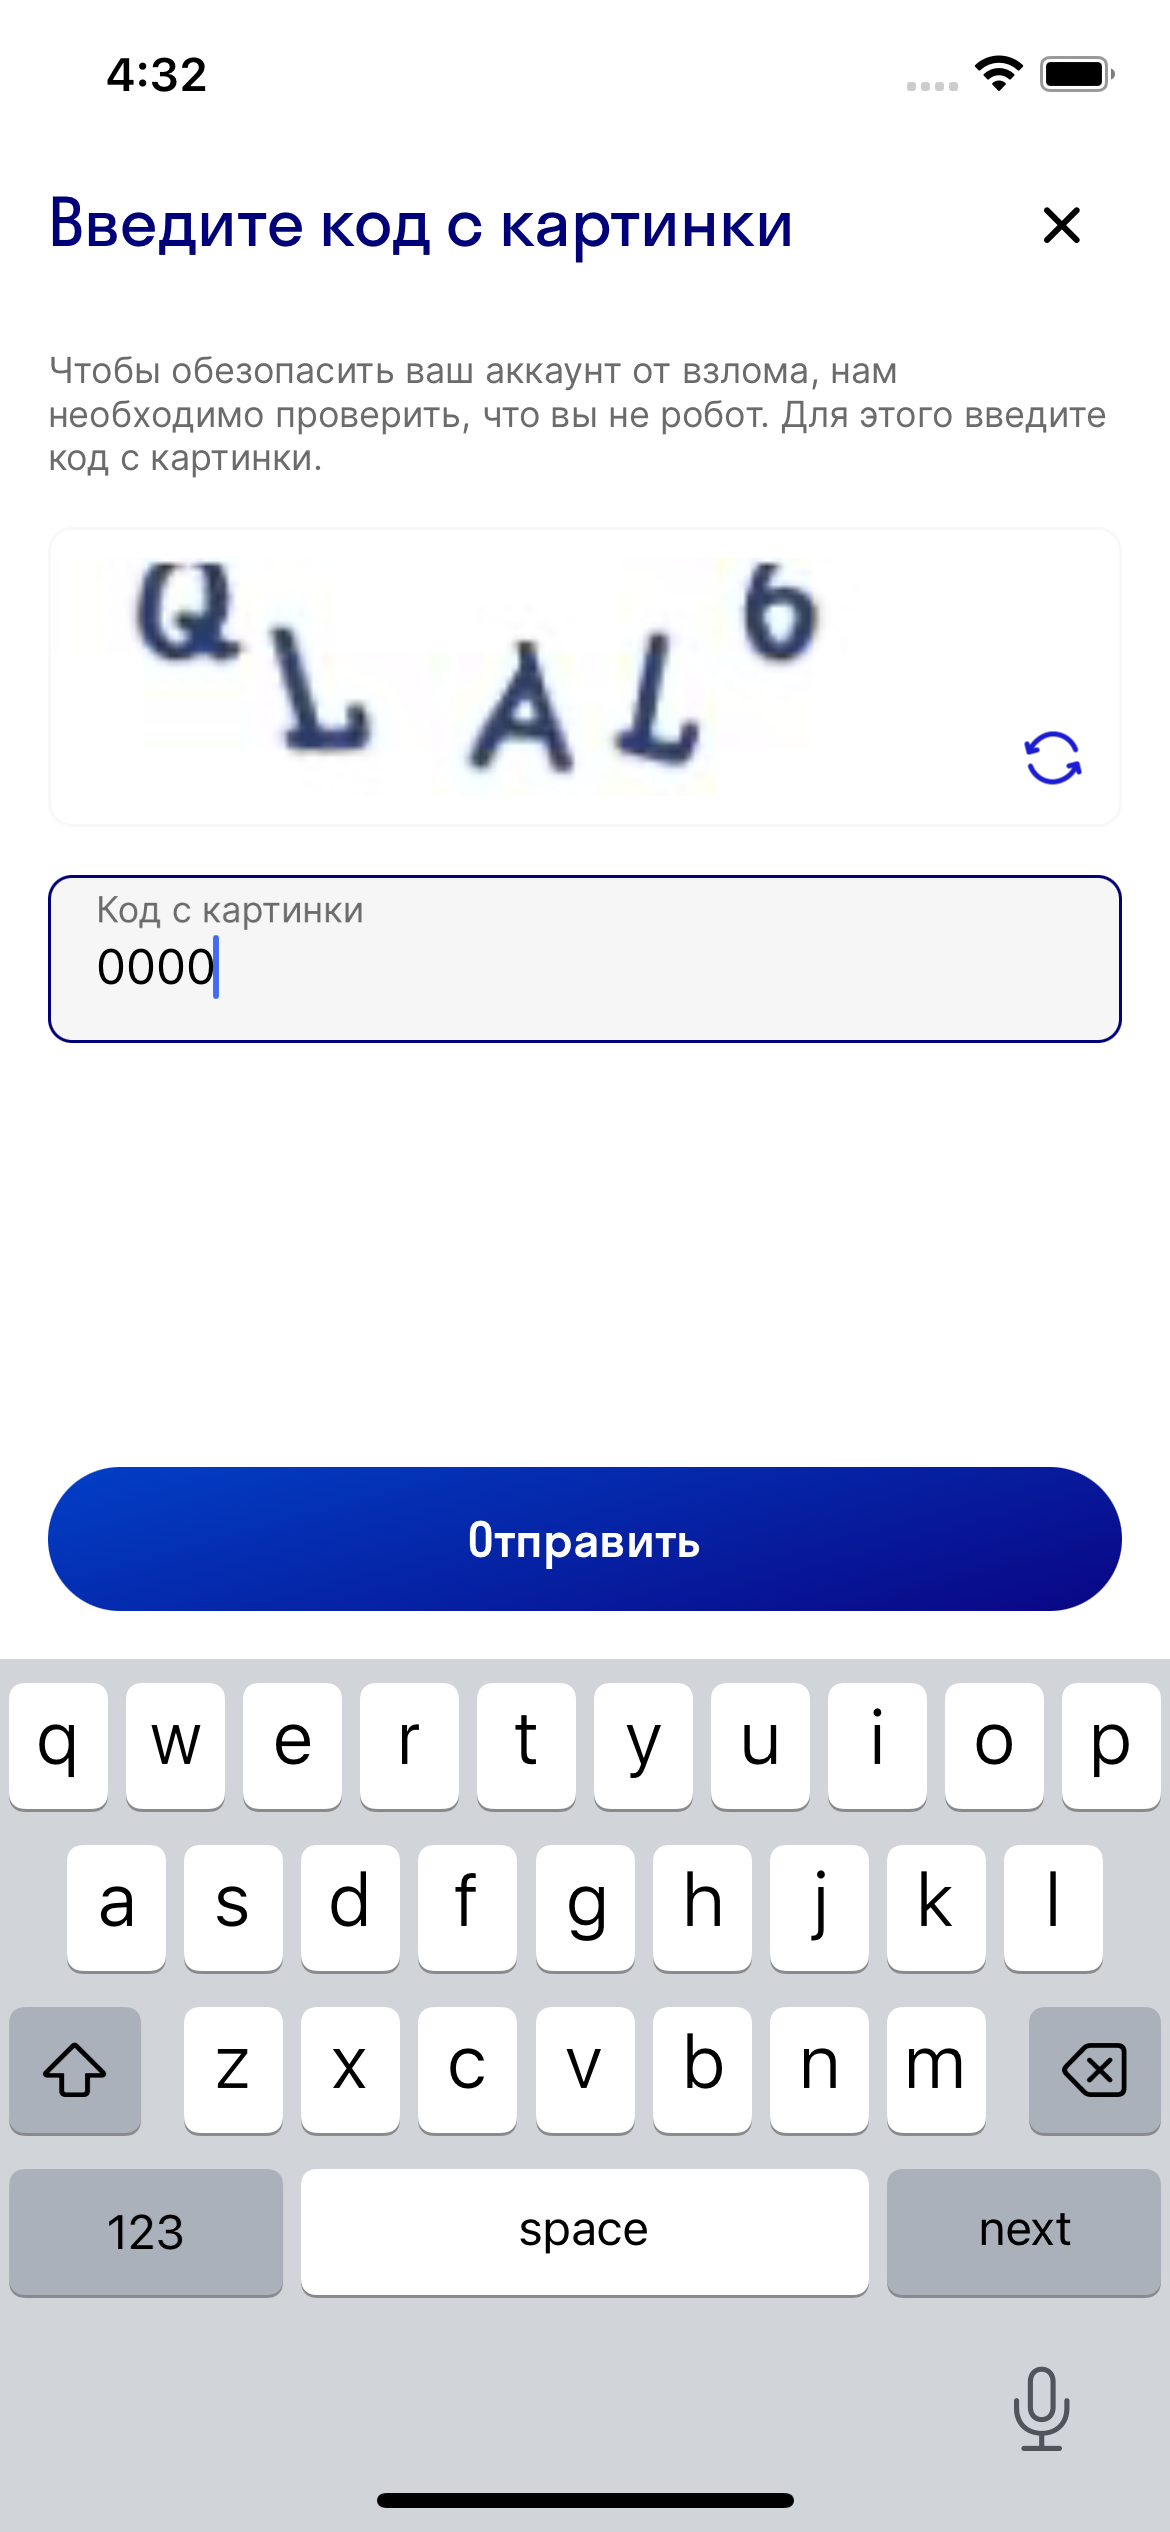 4:32
Введите код с картинки
Чтобы обезопасить ваш аккаунт от взлома, нам
необходимо проверить, что вы не робот. Для этого введите
код с картинки.
Q L A L 6
Код с картинки
0000
Отправить
q w e r t y u i o p
a s d f g h j k l
z x c v b n m
123 space next